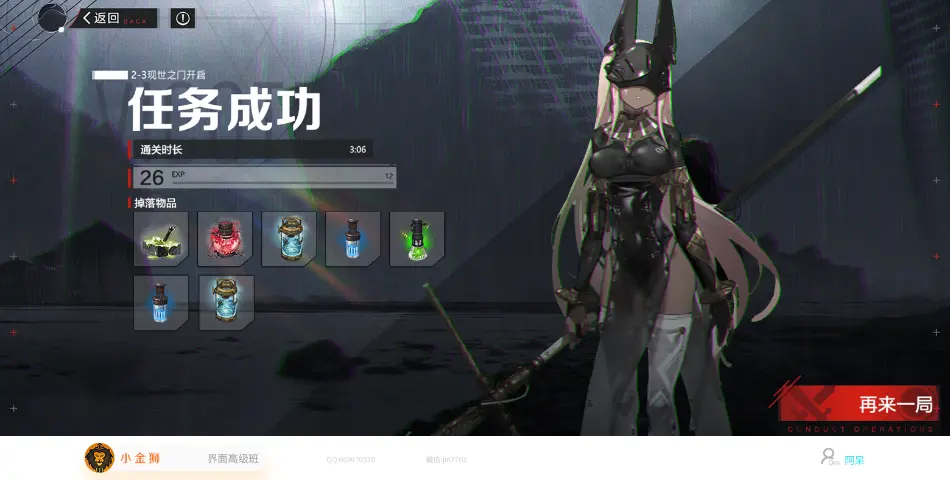 返回 BACA
2-3现世之门开启
任务成功
通关时长 3:06
26 EXP 12
掉落物品
再来一局
CONDUCT OPERATIONS
小金狮 界面高级班
阿呆